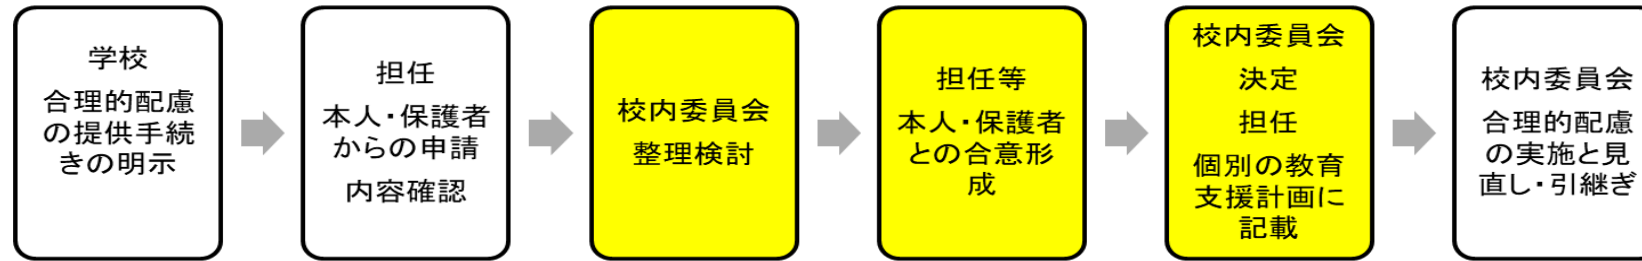 学校
合理的配慮
の提供手続
きの明示
担任
本人・保護者
からの申請
内容確認
校内委員会
整理検討
担任等
本人・保護者
との合意形
成
校内委員会
決定
担任
個別の教育
支援計画に
記載
校内委員会
合理的配慮
の実施と見
直し・引継ぎ